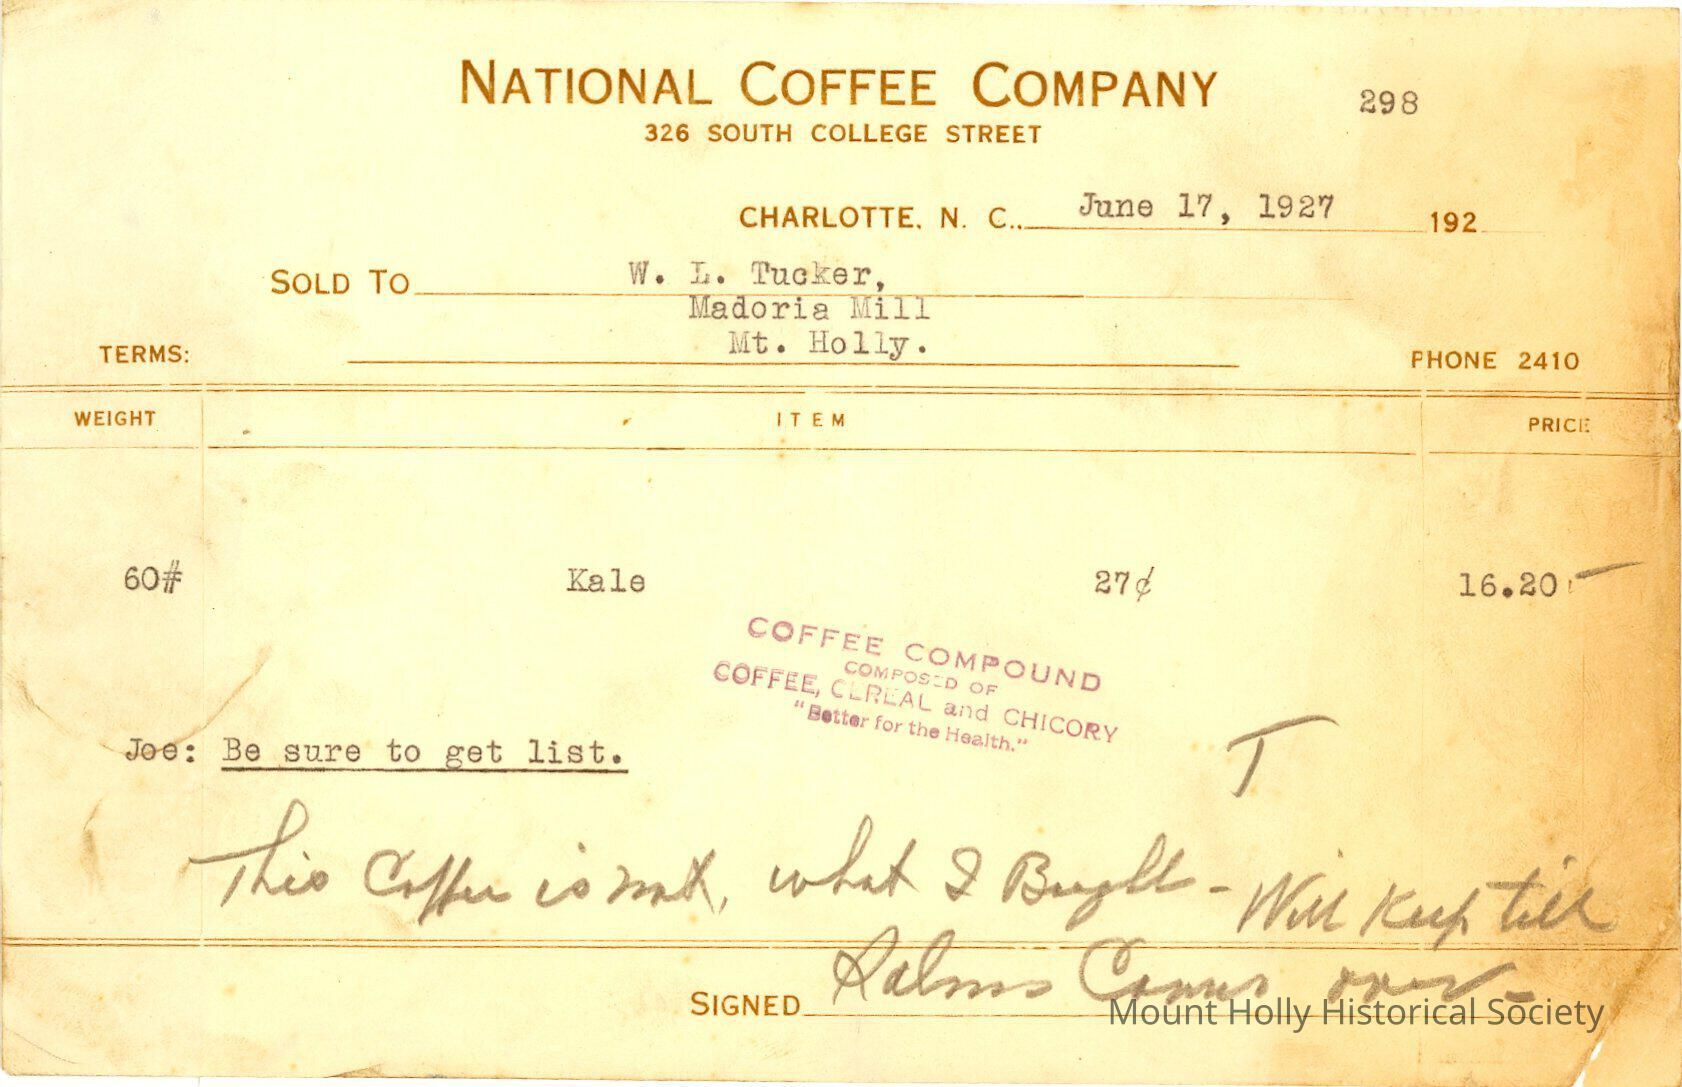 NATIONAL COFFEE COMPANY
298
326 SOUTH COLLEGE STREET
CHARLOTTE, N. C., June 17, 1927 192
SOLD TO W. L. Tucker,
Madoria Mill
Mt. Holly.
TERMS:
PHONE 2410
WEIGHT ITEM PRICE
60# Kale 27¢ 16.20
COFFEE COMPOUND
COMPOSED OF
COFFEE, CEREAL and CHICORY
"Better for the Health."
Joe: Be sure to get list.
T
This Coffee is not, what I Bought - Will Keep till
Comes over -
SIGNED
Mount Holly Historical Society